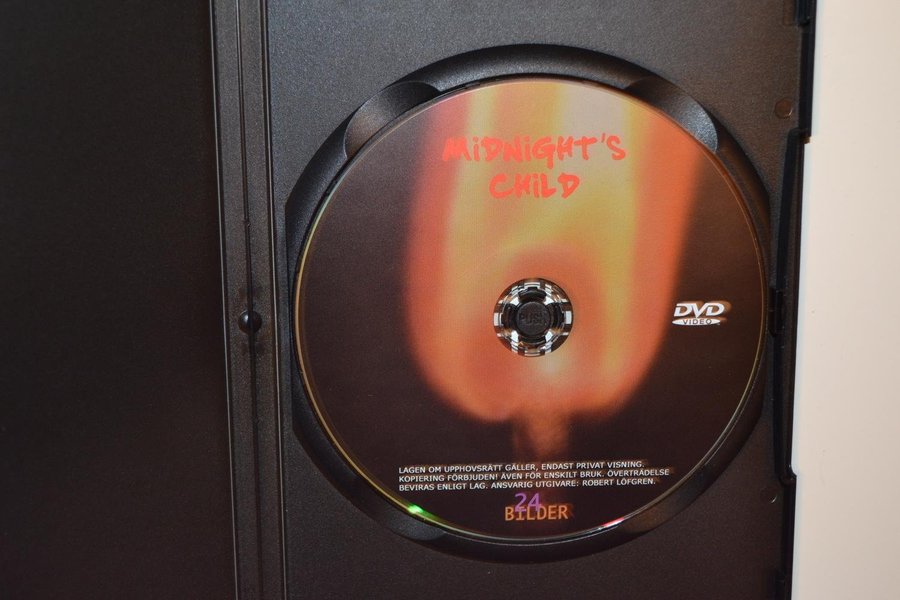 MiDNiGHT'S
CHiLD
DVD
VIDEO
LAGEN OM UPPHOVSRÄTT GÄLLER, ENDAST PRIVAT VISNING.
KOPIERING FÖRBJUDEN! ÄVEN FÖR ENSKILT BRUK. ÖVERTRÄDELSE
BEVIRAS ENLIGT LAG. ANSVARIG UTGIVARE: ROBERT LÖFGREN.
24
BILDER